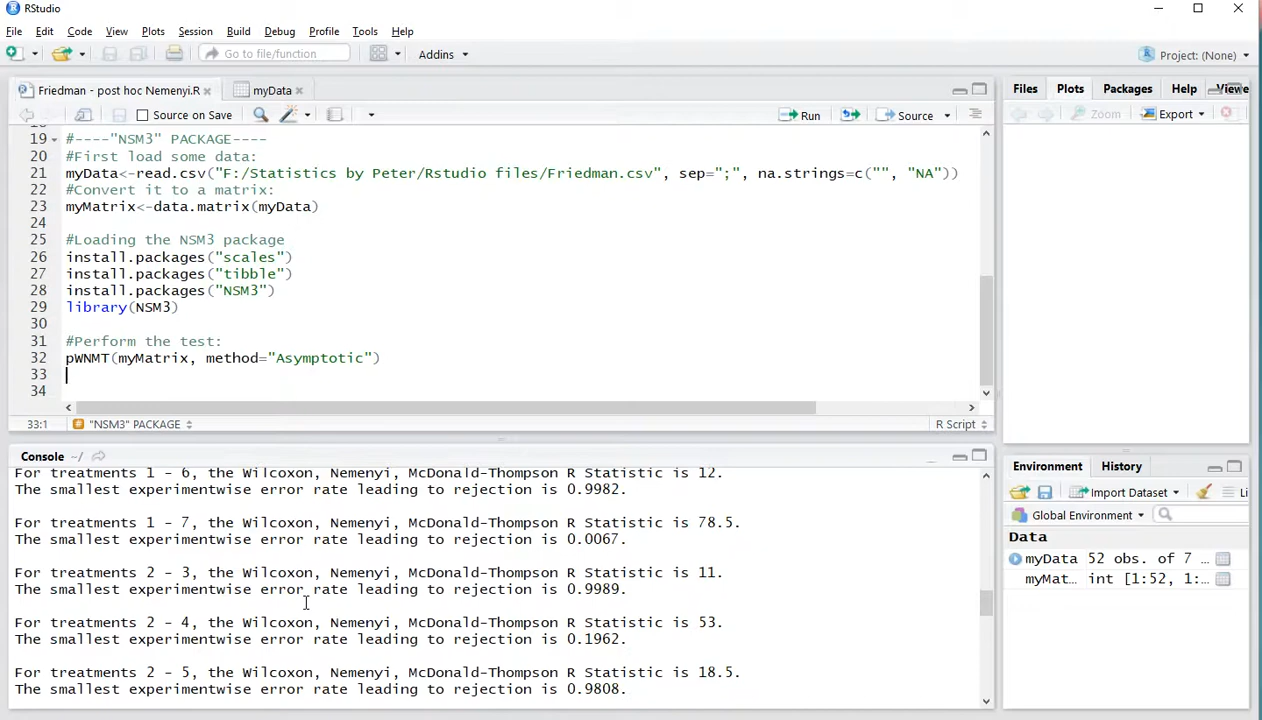 RStudio
File Edit Code View Plots Session Build Debug Profile Tools Help
Go to file/function Addins Project: (None)
Friedman - post hoc Nemenyi.R myData
Source on Save Run Source
19 #----"NSM3" PACKAGE----
20 #First load some data:
21 myData<-read.csv("F:/Statistics by Peter/Rstudio files/Friedman.csv", sep=";", na.strings=c("", "NA"))
22 #Convert it to a matrix:
23 myMatrix<-data.matrix(myData)
24
25 #Loading the NSM3 package
26 install.packages("scales")
27 install.packages("tibble")
28 install.packages("NSM3")
29 library(NSM3)
30
31 #Perform the test:
32 pWNMT(myMatrix, method="Asymptotic")
33
34
33:1 "NSM3" PACKAGE R Script
Console ~/
For treatments 1 - 6, the Wilcoxon, Nemenyi, McDonald-Thompson R Statistic is 12.
The smallest experimentwise error rate leading to rejection is 0.9982.
For treatments 1 - 7, the Wilcoxon, Nemenyi, McDonald-Thompson R Statistic is 78.5.
The smallest experimentwise error rate leading to rejection is 0.0067.
For treatments 2 - 3, the Wilcoxon, Nemenyi, McDonald-Thompson R Statistic is 11.
The smallest experimentwise error rate leading to rejection is 0.9989.
For treatments 2 - 4, the Wilcoxon, Nemenyi, McDonald-Thompson R Statistic is 53.
The smallest experimentwise error rate leading to rejection is 0.1962.
For treatments 2 - 5, the Wilcoxon, Nemenyi, McDonald-Thompson R Statistic is 18.5.
The smallest experimentwise error rate leading to rejection is 0.9808.
Files Plots Packages Help Viewe
Zoom Export
Environment History
Import Dataset Li
Global Environment
Data
myData 52 obs. of 7 …
myMat… int [1:52, 1:…